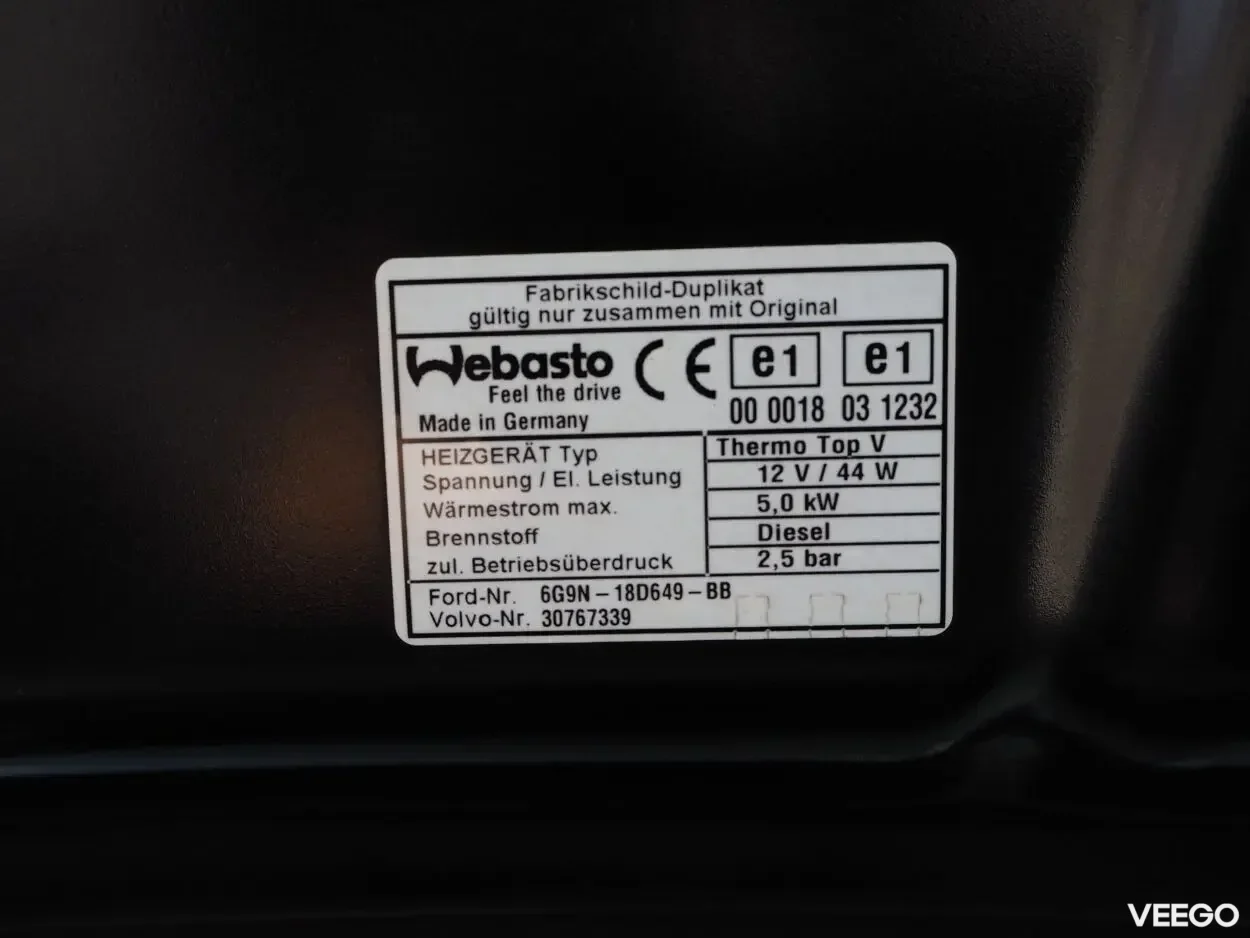 Fabrikschild-Duplikat
gültig nur zusammen mit Original
Webasto
Feel the drive
Made in Germany
CE
e1 e1
00 0018 03 1232
HEIZGERÄT Typ Thermo Top V
Spannung / El. Leistung 12 V / 44 W
Wärmestrom max. 5,0 kW
Brennstoff Diesel
zul. Betriebsüberdruck 2,5 bar
Ford-Nr. 6G9N – 18D649 – BB
Volvo-Nr. 30767339
VEEGO